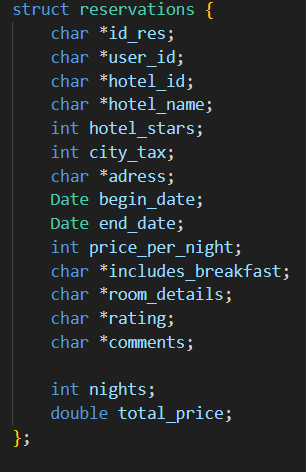 struct reservations {
char *id_res;
char *user_id;
char *hotel_id;
char *hotel_name;
int hotel_stars;
int city_tax;
char *adress;
Date begin_date;
Date end_date;
int price_per_night;
char *includes_breakfast;
char *room_details;
char *rating;
char *comments;
int nights;
double total_price;
};